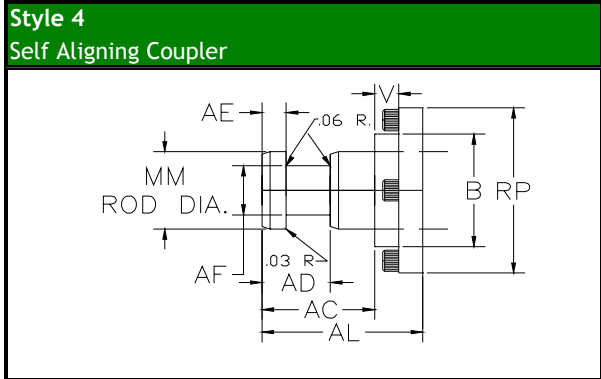 Style 4
Self Aligning Coupler
V
AE
.06 R.
MM
ROD DIA.
B
RP
.03 R
AF
AD
AC
AL